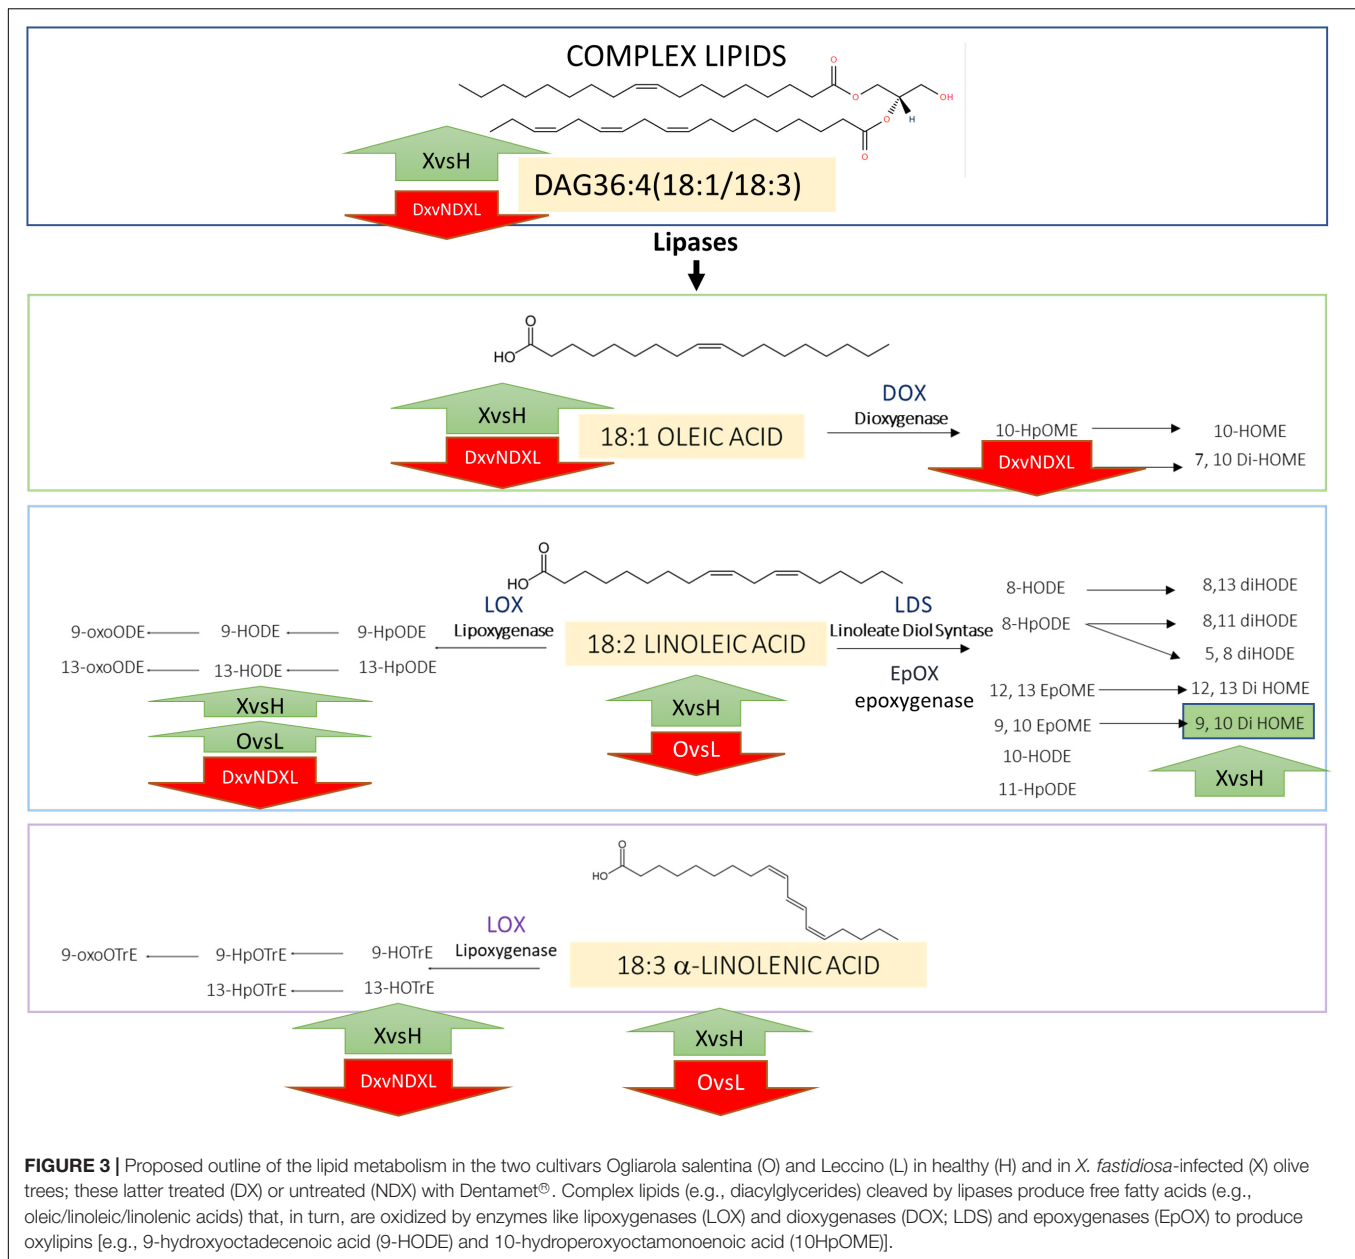 COMPLEX LIPIDS
O
O
OH
O
H
O
XvsH
DAG36:4(18:1/18:3)
DxvNDXL
Lipases
O
HO
XvsH
DOX
Dioxygenase
18:1 OLEIC ACID
10-HpOME
10-HOME
DxvNDXL
DxvNDXL
7, 10 Di-HOME
O
HO
LOX
Lipoxygenase
LDS
Linoleate Diol Syntase
18:2 LINOLEIC ACID
EpOX
epoxygenase
9-oxoODE
9-HODE
9-HpODE
13-oxoODE
13-HODE
13-HpODE
XvsH
OvsL
DxvNDXL
XvsH
OvsL
8-HODE
8,13 diHODE
8-HpODE
8,11 diHODE
5, 8 diHODE
12, 13 EpOME
12, 13 Di HOME
9, 10 EpOME
9, 10 Di HOME
10-HODE
11-HpODE
XvsH
O
HO
LOX
Lipoxygenase
18:3 α-LINOLENIC ACID
9-oxoOTrE
9-HpOTrE
9-HOTrE
13-HpOTrE
13-HOTrE
XvsH
DxvNDXL
XvsH
OvsL
FIGURE 3 | Proposed outline of the lipid metabolism in the two cultivars Ogliarola salentina (O) and Leccino (L) in healthy (H) and in X. fastidiosa-infected (X) olive
trees; these latter treated (DX) or untreated (NDX) with Dentamet®. Complex lipids (e.g., diacylglycerides) cleaved by lipases produce free fatty acids (e.g.,
oleic/linoleic/linolenic acids) that, in turn, are oxidized by enzymes like lipoxygenases (LOX) and dioxygenases (DOX; LDS) and epoxygenases (EpOX) to produce
oxylipins [e.g., 9-hydroxyoctadecenoic acid (9-HODE) and 10-hydroperoxyoctamonoenoic acid (10HpOME)].